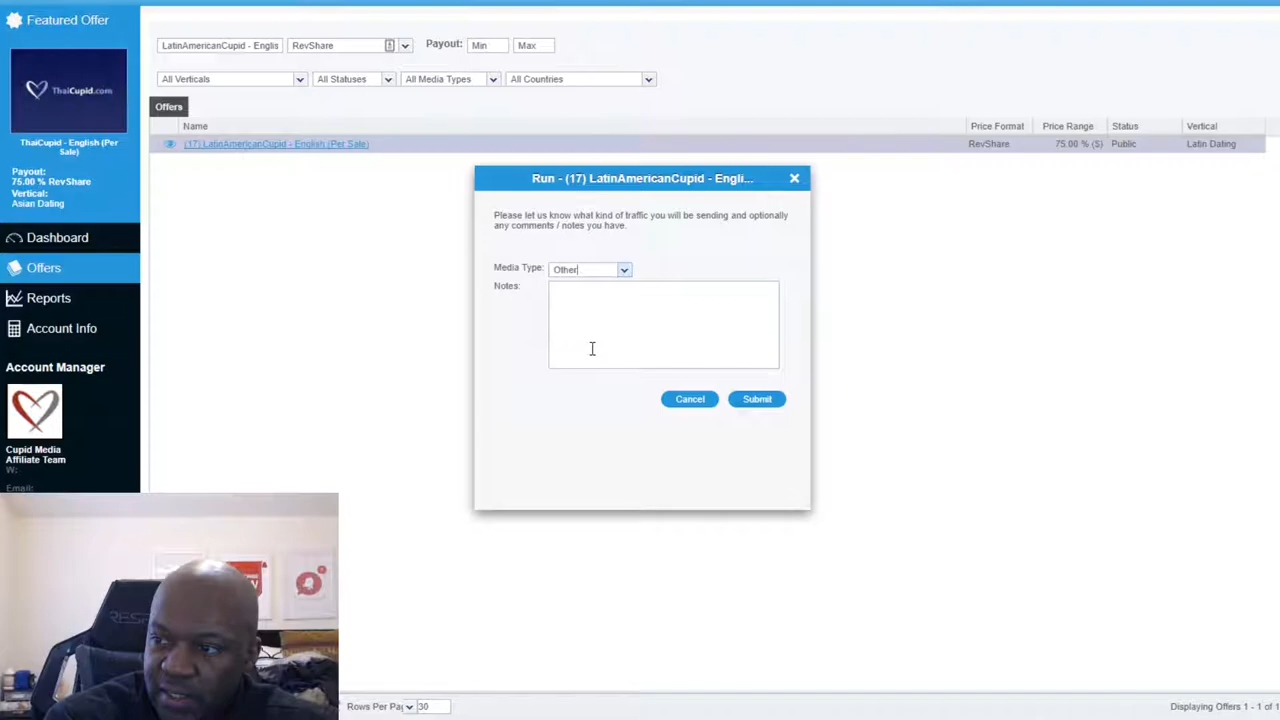 Featured Offer
ThaiCupid.com
ThaiCupid - English (Per
Sale)
Payout:
75.00 % RevShare
Vertical:
Asian Dating
Dashboard
Offers
Reports
Account Info
Account Manager
Cupid Media
Affiliate Team
W:
Email:
LatinAmericanCupid - Englis
RevShare
Payout:
Min
Max
All Verticals
All Statuses
All Media Types
All Countries
Offers
Name
Price Format
Price Range
Status
Vertical
(17) LatinAmericanCupid - English (Per Sale)
RevShare
75.00 % ($)
Public
Latin Dating
Run - (17) LatinAmericanCupid - Engli...
Please let us know what kind of traffic you will be sending and optionally
any comments / notes you have.
Media Type:
Other
Notes:
Cancel
Submit
Rows Per Pag
30
Displaying Offers 1 - 1 of 1